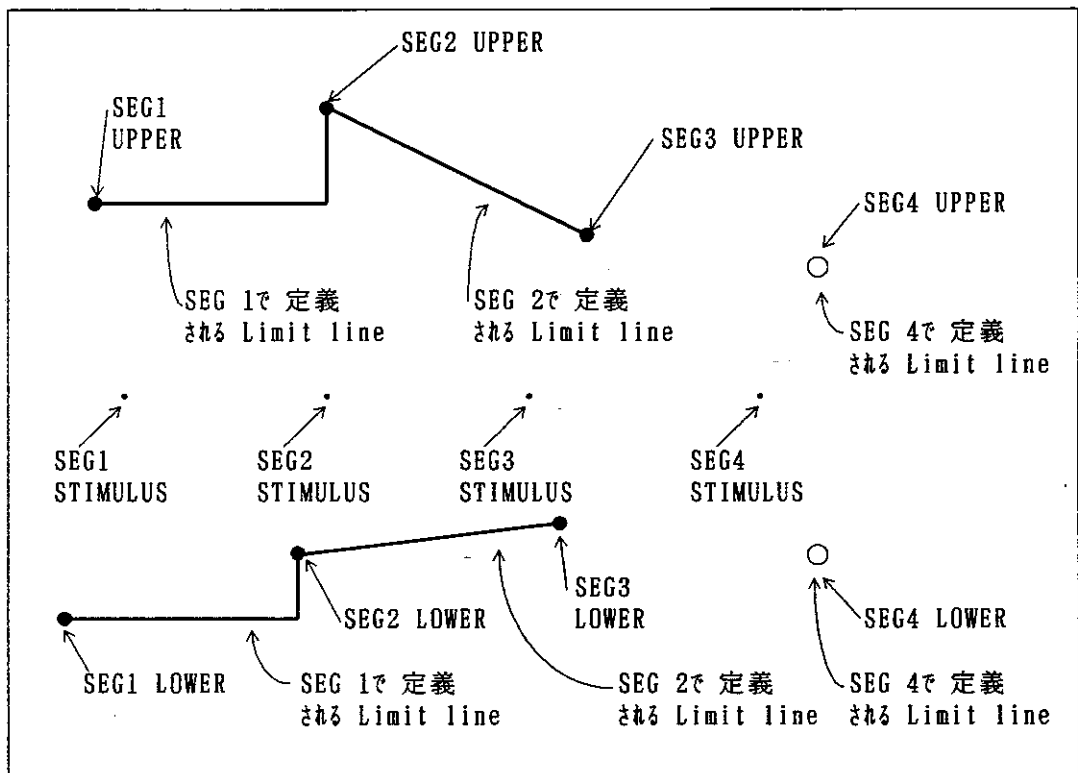 SEG2 UPPER
SEG1
UPPER
SEG3 UPPER
SEG4 UPPER
SEG 1で 定義
される Limit line
SEG 2で 定義
される Limit line
SEG 4で 定義
される Limit line
SEG1
STIMULUS
SEG2
STIMULUS
SEG3
STIMULUS
SEG4
STIMULUS
SEG3
LOWER
SEG2 LOWER
SEG4 LOWER
SEG1 LOWER
SEG 1で 定義
される Limit line
SEG 2で 定義
される Limit line
SEG 4で 定義
される Limit line